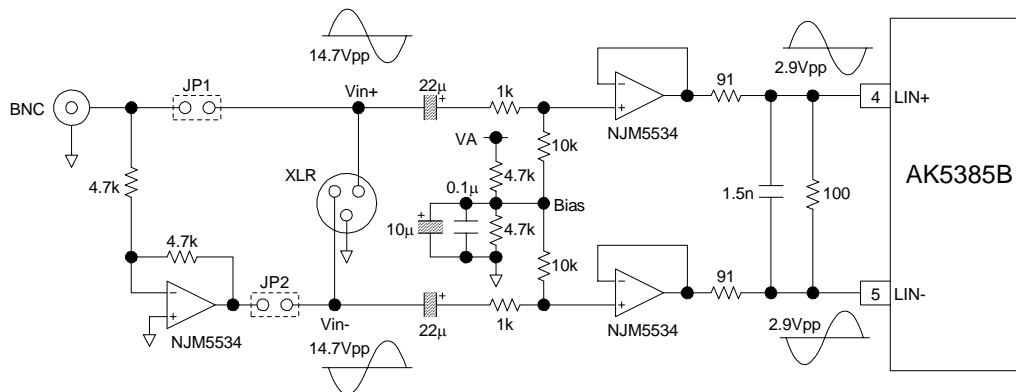 14.7Vpp
2.9Vpp
JP1
BNC
Vin+
22µ
1k
91
4
LIN+
NJM5534
VA
10k
4.7k
XLR
4.7k
0.1µ
Bias
1.5n
100
AK5385B
10µ
4.7k
4.7k
10k
91
JP2
5
LIN-
NJM5534
Vin-
22µ
1k
NJM5534
2.9Vpp
14.7Vpp